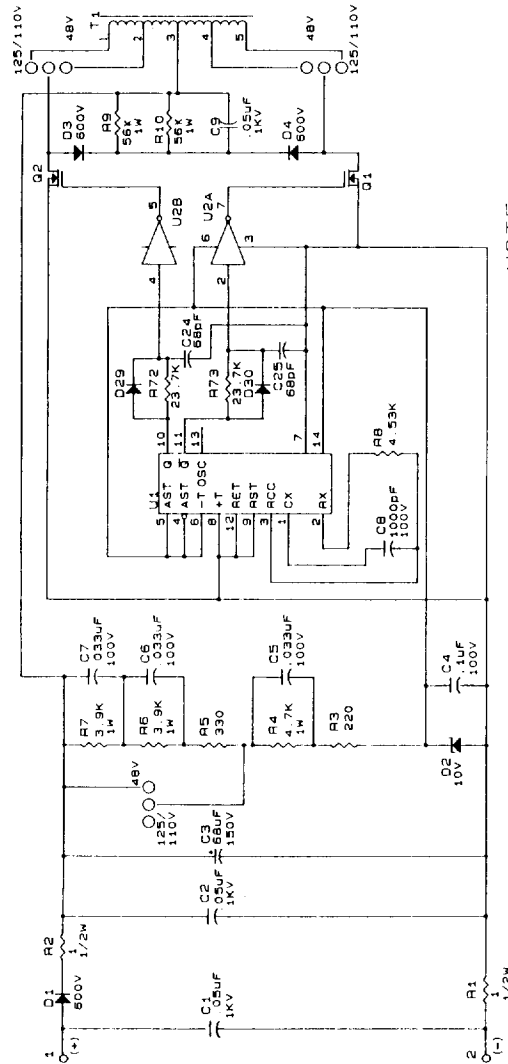 1
(+)
2
(-)
D1
600V
R2
1
1/2W
C1
.05uF
1KV
R1
1
1/2W
C2
.05uF
1KV
C3
+
68uF
150V
125/
110V
48V
R7
3.9K
1W
C7
.033uF
100V
R6
3.9K
1W
C6
.033uF
100V
R5
330
R4
4.7K
1W
C5
.033uF
100V
R3
220
D2
10V
C4
.1uF
100V
U1
5 AST Q 10
4 AST Q 11
6 -T OSC 13
8 +T
12 RET
9 RST
3 RCC
1 CX 7
2 RX 14
C8
1000pF
100V
R8
4.53K
D29
R72
23.7K
C24
68pF
R73
23.7K
D30
C25
68pF
4
5
U2B
2
6
7
3
U2A
Q2
Q1
D3
600V
R9
56K
1W
R10
56K
1W
C9
.05uF
1KV
D4
600V
125/110V
48V
T1
1
2
3
4
5
48V
125/110V